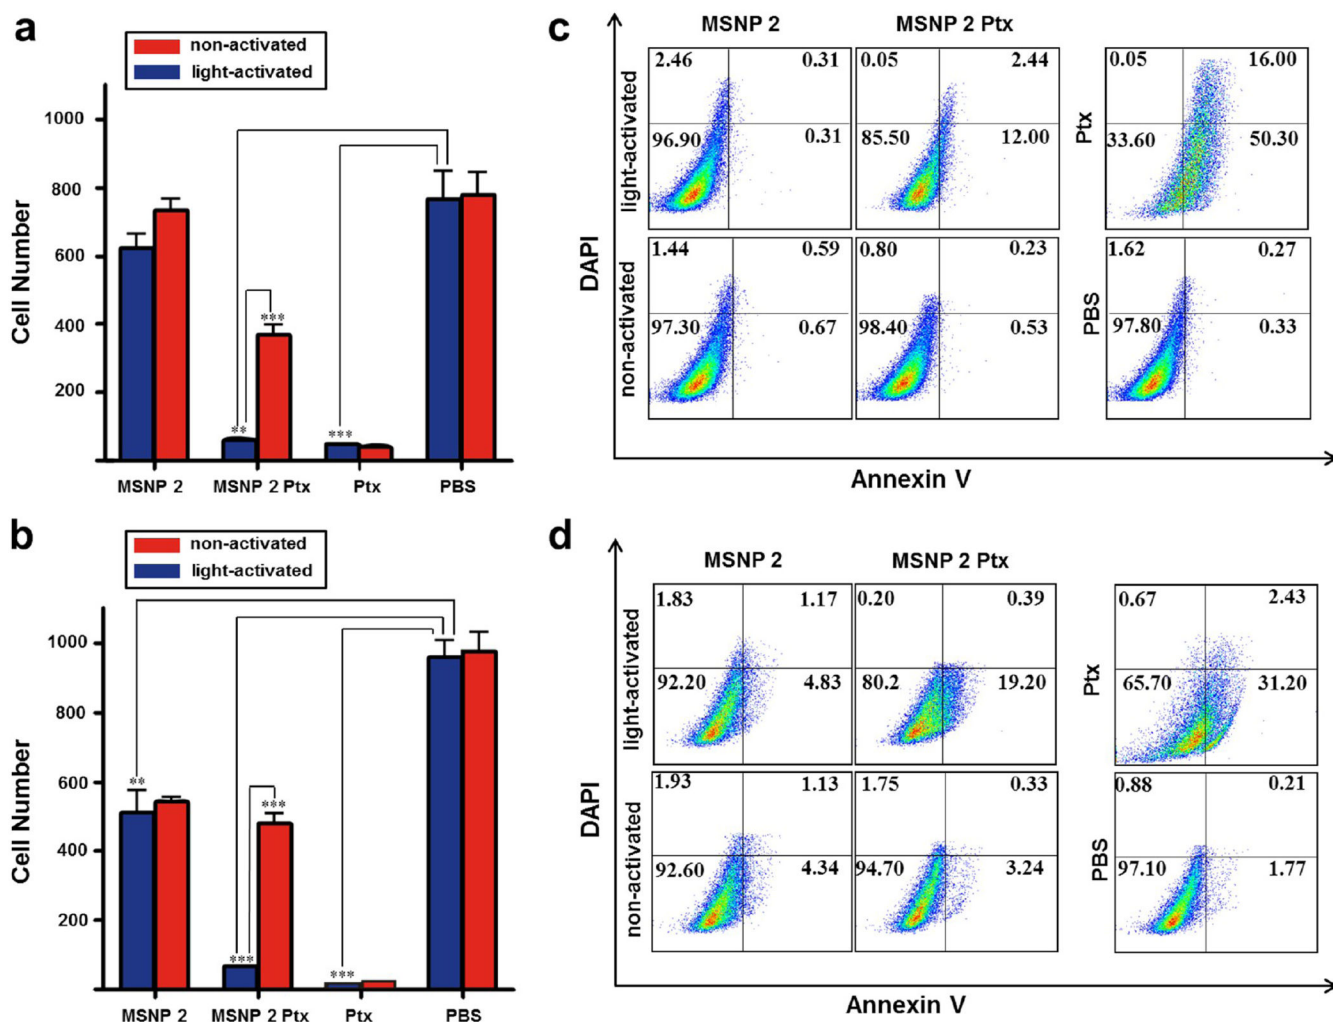 a
non-activated
light-activated
Cell Number
1000
800
600
400
200
***
**
***
MSNP 2
MSNP 2 Ptx
Ptx
PBS
b
non-activated
light-activated
Cell Number
1000
800
600
400
200
**
***
***
***
MSNP 2
MSNP 2 Ptx
Ptx
PBS
c
MSNP 2
MSNP 2 Ptx
light-activated
2.46 0.31
96.90 0.31
0.05 2.44
85.50 12.00
Ptx
0.05 16.00
33.60 50.30
DAPI
non-activated
1.44 0.59
97.30 0.67
0.80 0.23
98.40 0.53
PBS
1.62 0.27
97.80 0.33
Annexin V
d
MSNP 2
MSNP 2 Ptx
light-activated
1.83 1.17
92.20 4.83
0.20 0.39
80.2 19.20
Ptx
0.67 2.43
65.70 31.20
DAPI
non-activated
1.93 1.13
92.60 4.34
1.75 0.33
94.70 3.24
PBS
0.88 0.21
97.10 1.77
Annexin V